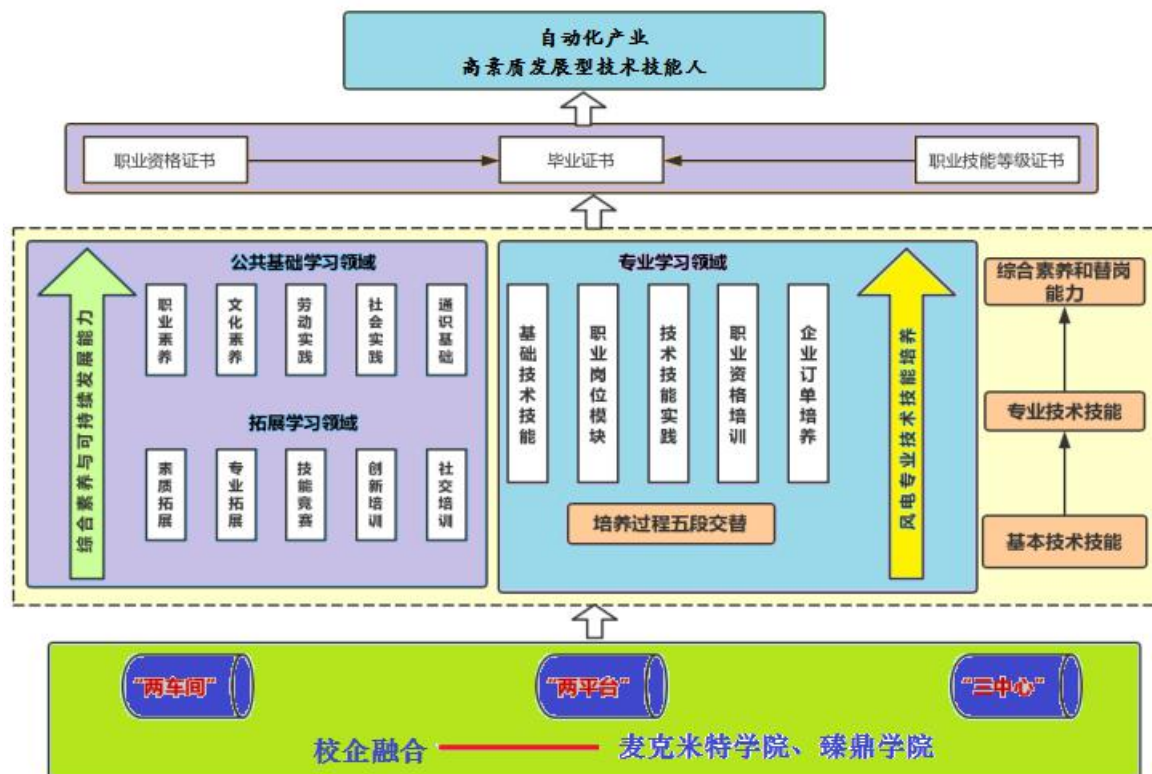 自动化产业
高素质发展型技术技能人
职业资格证书
毕业证书
职业技能等级证书
综合素养与可持续发展能力
公共基础学习领域
职业素养
文化素养
劳动实践
社会实践
通识基础
拓展学习领域
素质拓展
专业拓展
技能竞赛
创新培训
社交培训
专业学习领域
基础技术技能
职业岗位模块
技术技能实践
职业资格培训
企业订单培养
培养过程五段交替
风电专业技术技能培养
综合素养和替岗
能力
专业技术技能
基本技术技能
“两车间”
“两平台”
“三中心”
校企融合
麦克米特学院、臻鼎学院